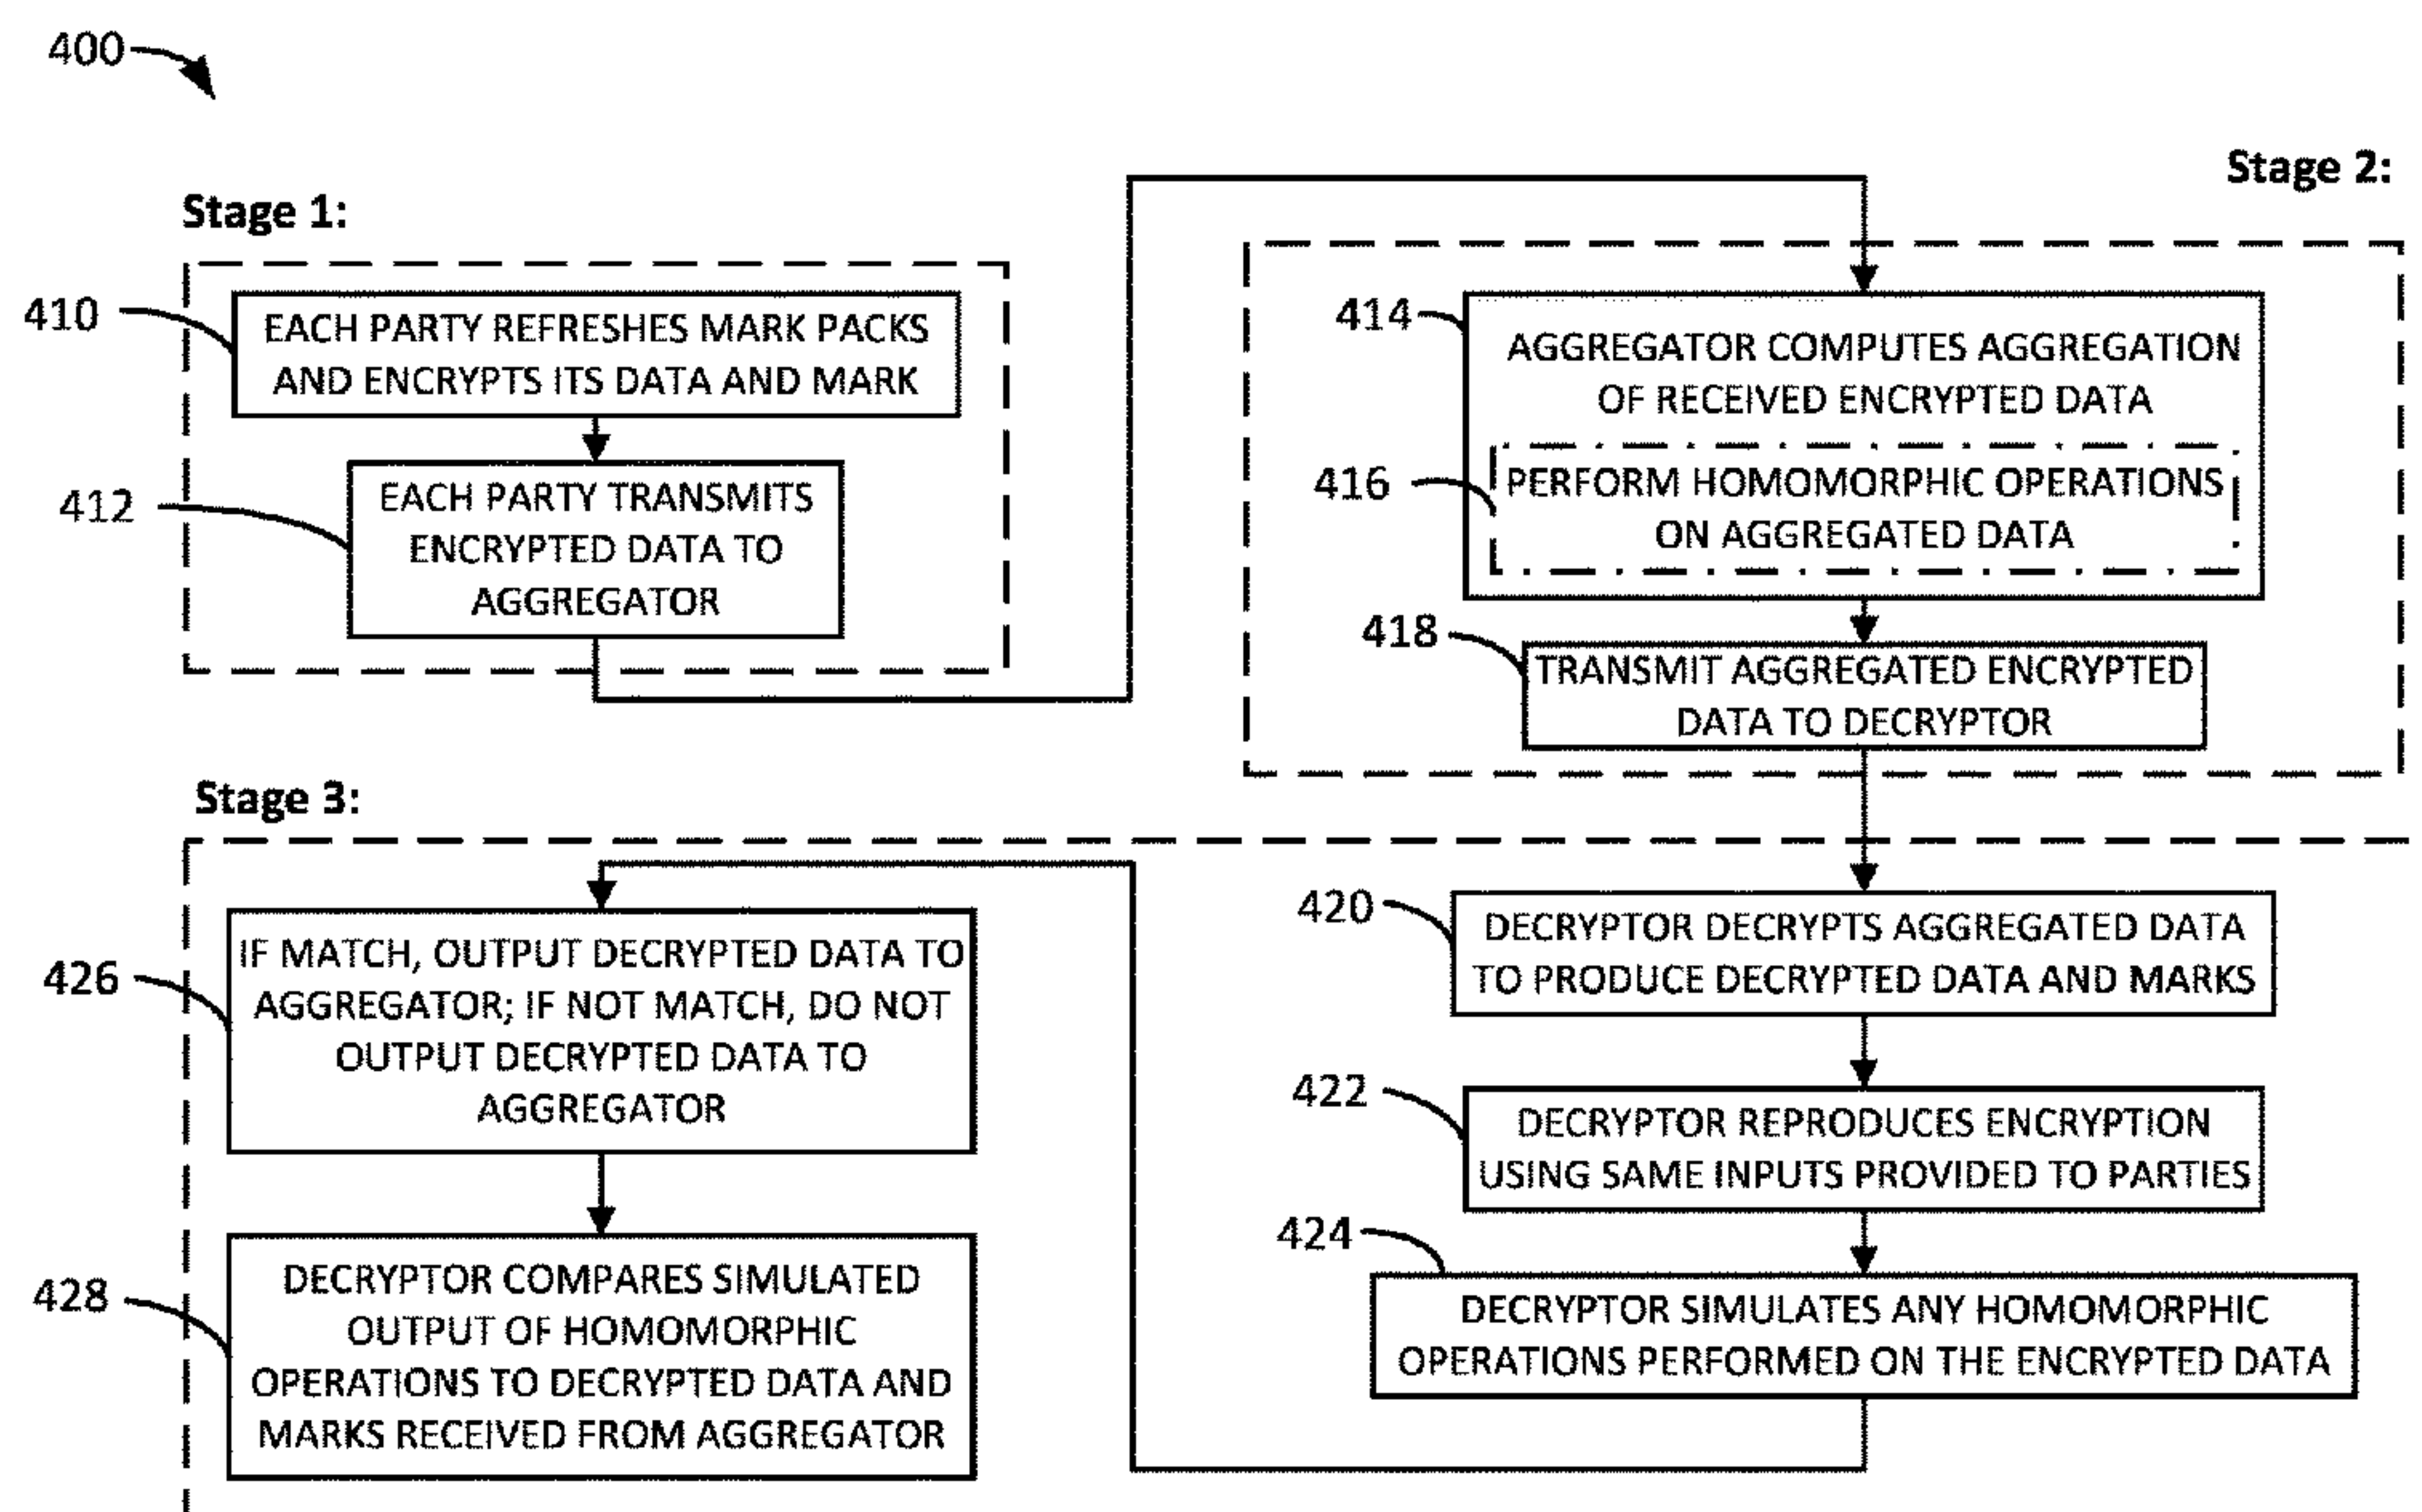 400
Stage 1:
410
EACH PARTY REFRESHES MARK PACKS
AND ENCRYPTS ITS DATA AND MARK
412
EACH PARTY TRANSMITS
ENCRYPTED DATA TO
AGGREGATOR
Stage 2:
414
AGGREGATOR COMPUTES AGGREGATION
OF RECEIVED ENCRYPTED DATA
416
PERFORM HOMOMORPHIC OPERATIONS
ON AGGREGATED DATA
418
TRANSMIT AGGREGATED ENCRYPTED
DATA TO DECRYPTOR
Stage 3:
420
DECRYPTOR DECRYPTS AGGREGATED DATA
TO PRODUCE DECRYPTED DATA AND MARKS
422
DECRYPTOR REPRODUCES ENCRYPTION
USING SAME INPUTS PROVIDED TO PARTIES
424
DECRYPTOR SIMULATES ANY HOMOMORPHIC
OPERATIONS PERFORMED ON THE ENCRYPTED DATA
426
IF MATCH, OUTPUT DECRYPTED DATA TO
AGGREGATOR; IF NOT MATCH, DO NOT
OUTPUT DECRYPTED DATA TO
AGGREGATOR
428
DECRYPTOR COMPARES SIMULATED
OUTPUT OF HOMOMORPHIC
OPERATIONS TO DECRYPTED DATA AND
MARKS RECEIVED FROM AGGREGATOR